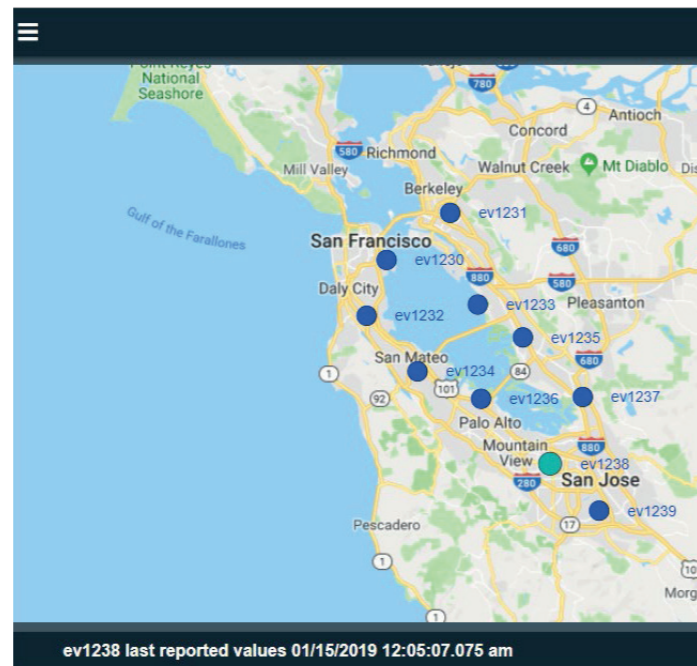 Point Reyes
National
Seashore
780
4
Antioch
Concord
580
Richmond
Mill Valley
Walnut Creek
Mt Diablo
Dis
Berkeley
Gulf of the Farallones
ev1231
San Francisco
680
ev1230
880
580
Daly City
ev1233
Pleasanton
ev1232
ev1235
San Mateo
680
1
ev1234
84
101
92
ev1236
ev1237
Palo Alto
Mountain
View
880
ev1238
280
San Jose
ev1239
Pescadero
17
1
10
Morg
1
ev1238 last reported values 01/15/2019 12:05:07.075 am